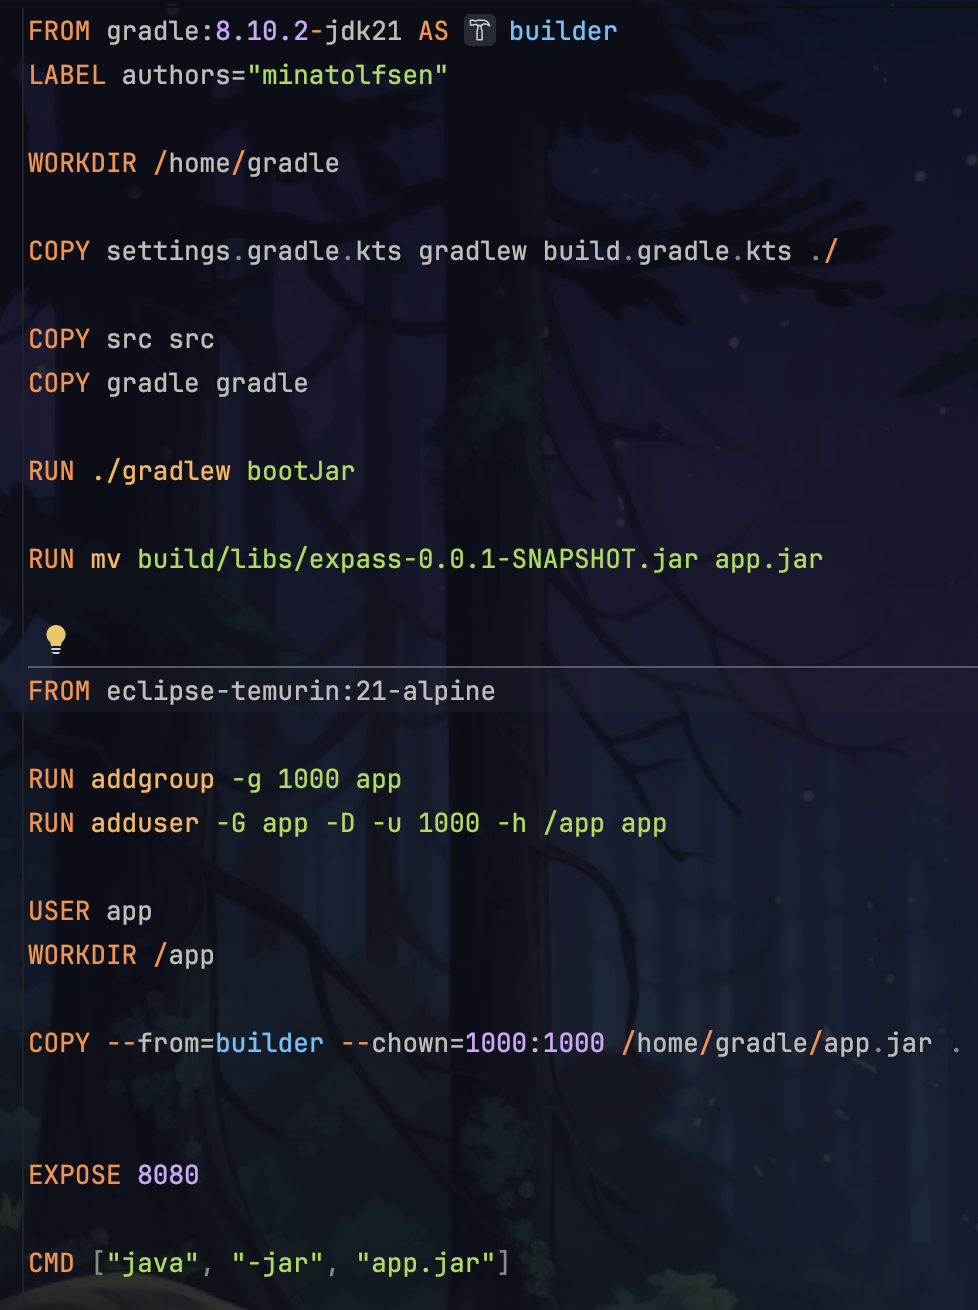 FROM gradle:8.10.2-jdk21 AS builder
LABEL authors="minatolfsen"
WORKDIR /home/gradle
COPY settings.gradle.kts gradlew build.gradle.kts ./
COPY src src
COPY gradle gradle
RUN ./gradlew bootJar
RUN mv build/libs/expass-0.0.1-SNAPSHOT.jar app.jar
FROM eclipse-temurin:21-alpine
RUN addgroup -g 1000 app
RUN adduser -G app -D -u 1000 -h /app app
USER app
WORKDIR /app
COPY --from=builder --chown=1000:1000 /home/gradle/app.jar .
EXPOSE 8080
CMD ["java", "-jar", "app.jar"]